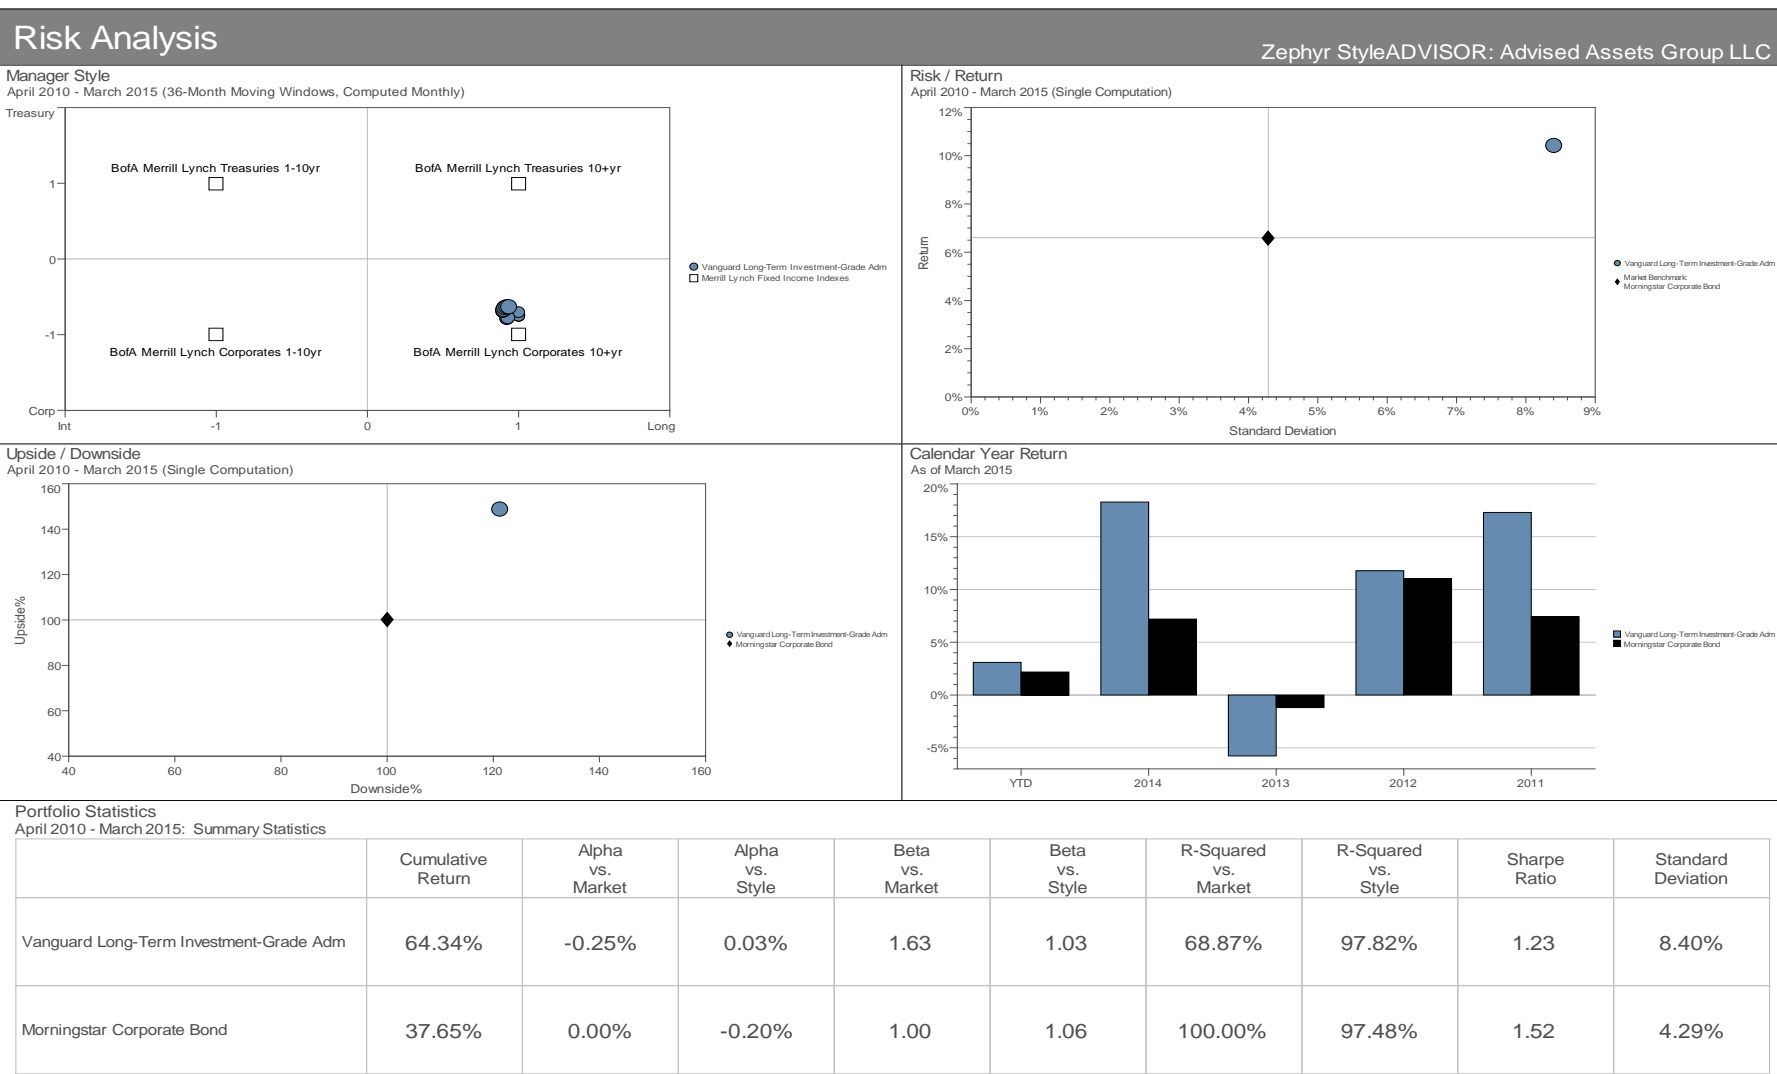 Risk Analysis
Zephyr StyleADVISOR: Advised Assets Group LLC
Manager Style
April 2010 - March 2015 (36-Month Moving Windows, Computed Monthly)
Treasury
1
0
-1
Corp
Int
-1
0
1
Long
BofA Merrill Lynch Treasuries 1-10yr
BofA Merrill Lynch Treasuries 10+yr
BofA Merrill Lynch Corporates 1-10yr
BofA Merrill Lynch Corporates 10+yr
Vanguard Long-Term Investment-Grade Adm
Merrill Lynch Fixed Income Indexes
Risk / Return
April 2010 - March 2015 (Single Computation)
Return
12%
10%
8%
6%
4%
2%
0%
0%
1%
2%
3%
4%
5%
6%
7%
8%
9%
Standard Deviation
Vanguard Long-Term Investment-Grade Adm
Market Benchmark:
Morningstar Corporate Bond
Upside / Downside
April 2010 - March 2015 (Single Computation)
Upside%
160
140
120
100
80
60
40
40
60
80
100
120
140
160
Downside%
Vanguard Long-Term Investment-Grade Adm
Morningstar Corporate Bond
Calendar Year Return
As of March 2015
20%
15%
10%
5%
0%
-5%
YTD
2014
2013
2012
2011
Vanguard Long-Term Investment-Grade Adm
Morningstar Corporate Bond
Portfolio Statistics
April 2010 - March 2015: Summary Statistics
Cumulative
Return
Alpha
vs.
Market
Alpha
vs.
Style
Beta
vs.
Market
Beta
vs.
Style
R-Squared
vs.
Market
R-Squared
vs.
Style
Sharpe
Ratio
Standard
Deviation
Vanguard Long-Term Investment-Grade Adm 64.34% -0.25% 0.03% 1.63 1.03 68.87% 97.82% 1.23 8.40%
Morningstar Corporate Bond 37.65% 0.00% -0.20% 1.00 1.06 100.00% 97.48% 1.52 4.29%